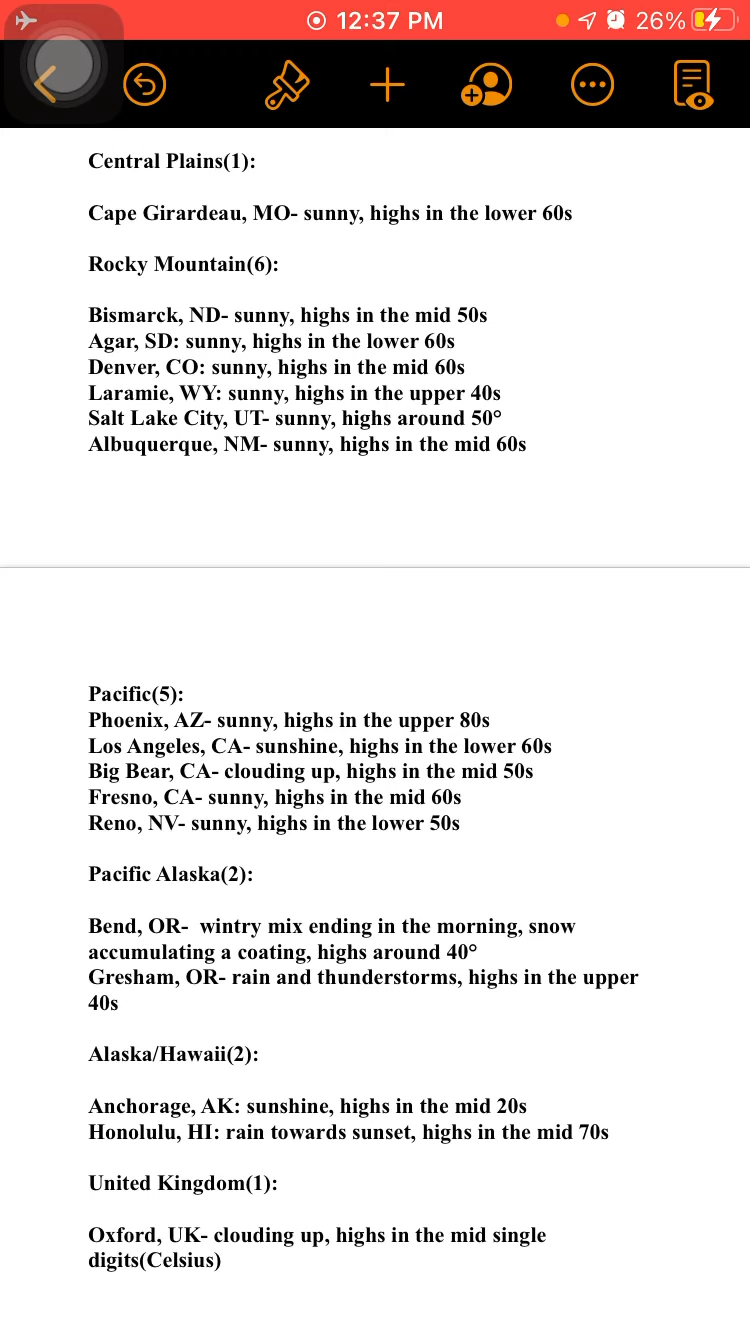 12:37 PM
26%
Central Plains(1):
Cape Girardeau, MO- sunny, highs in the lower 60s
Rocky Mountain(6):
Bismarck, ND- sunny, highs in the mid 50s
Agar, SD: sunny, highs in the lower 60s
Denver, CO: sunny, highs in the mid 60s
Laramie, WY: sunny, highs in the upper 40s
Salt Lake City, UT- sunny, highs around 50°
Albuquerque, NM- sunny, highs in the mid 60s
Pacific(5):
Phoenix, AZ- sunny, highs in the upper 80s
Los Angeles, CA- sunshine, highs in the lower 60s
Big Bear, CA- clouding up, highs in the mid 50s
Fresno, CA- sunny, highs in the mid 60s
Reno, NV- sunny, highs in the lower 50s
Pacific Alaska(2):
Bend, OR-  wintry mix ending in the morning, snow
accumulating a coating, highs around 40°
Gresham, OR- rain and thunderstorms, highs in the upper
40s
Alaska/Hawaii(2):
Anchorage, AK: sunshine, highs in the mid 20s
Honolulu, HI: rain towards sunset, highs in the mid 70s
United Kingdom(1):
Oxford, UK- clouding up, highs in the mid single
digits(Celsius)